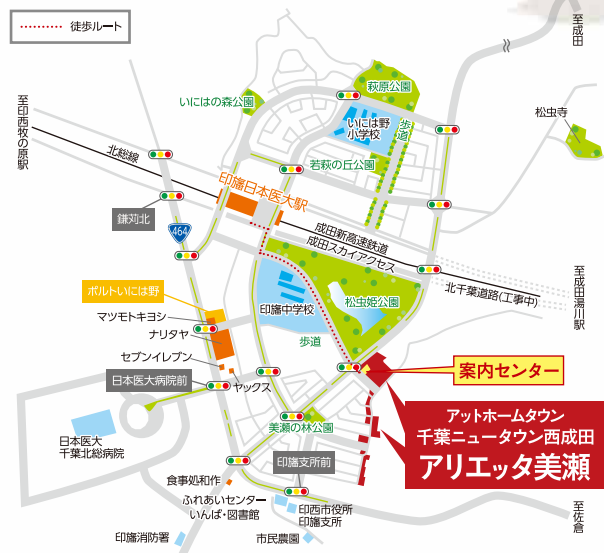 徒歩ルート
至成田
萩原公園
いにはの森公園
いには野
小学校
歩道
松虫寺
至印西牧の原駅
北総線
若萩の丘公園
印旛日本医大駅
鎌苅北
464
成田新高速鉄道
成田スカイアクセス
北千葉道路(工事中)
至成田湯川駅
ボルトいには野
マツモトキヨシ
ナリタヤ
セブンイレブン
日本医大病院前
ヤックス
印旛中学校
松虫姫公園
歩道
案内センター
アットホームタウン
千葉ニュータウン西成田
アリエッタ美瀬
美瀬の林公園
日本医大
千葉北総病院
印旛支所前
食事処和作
ふれあいセンター
いんば・図書館
印西市役所
印旛支所
印旛消防署
市民農園
至佐倉